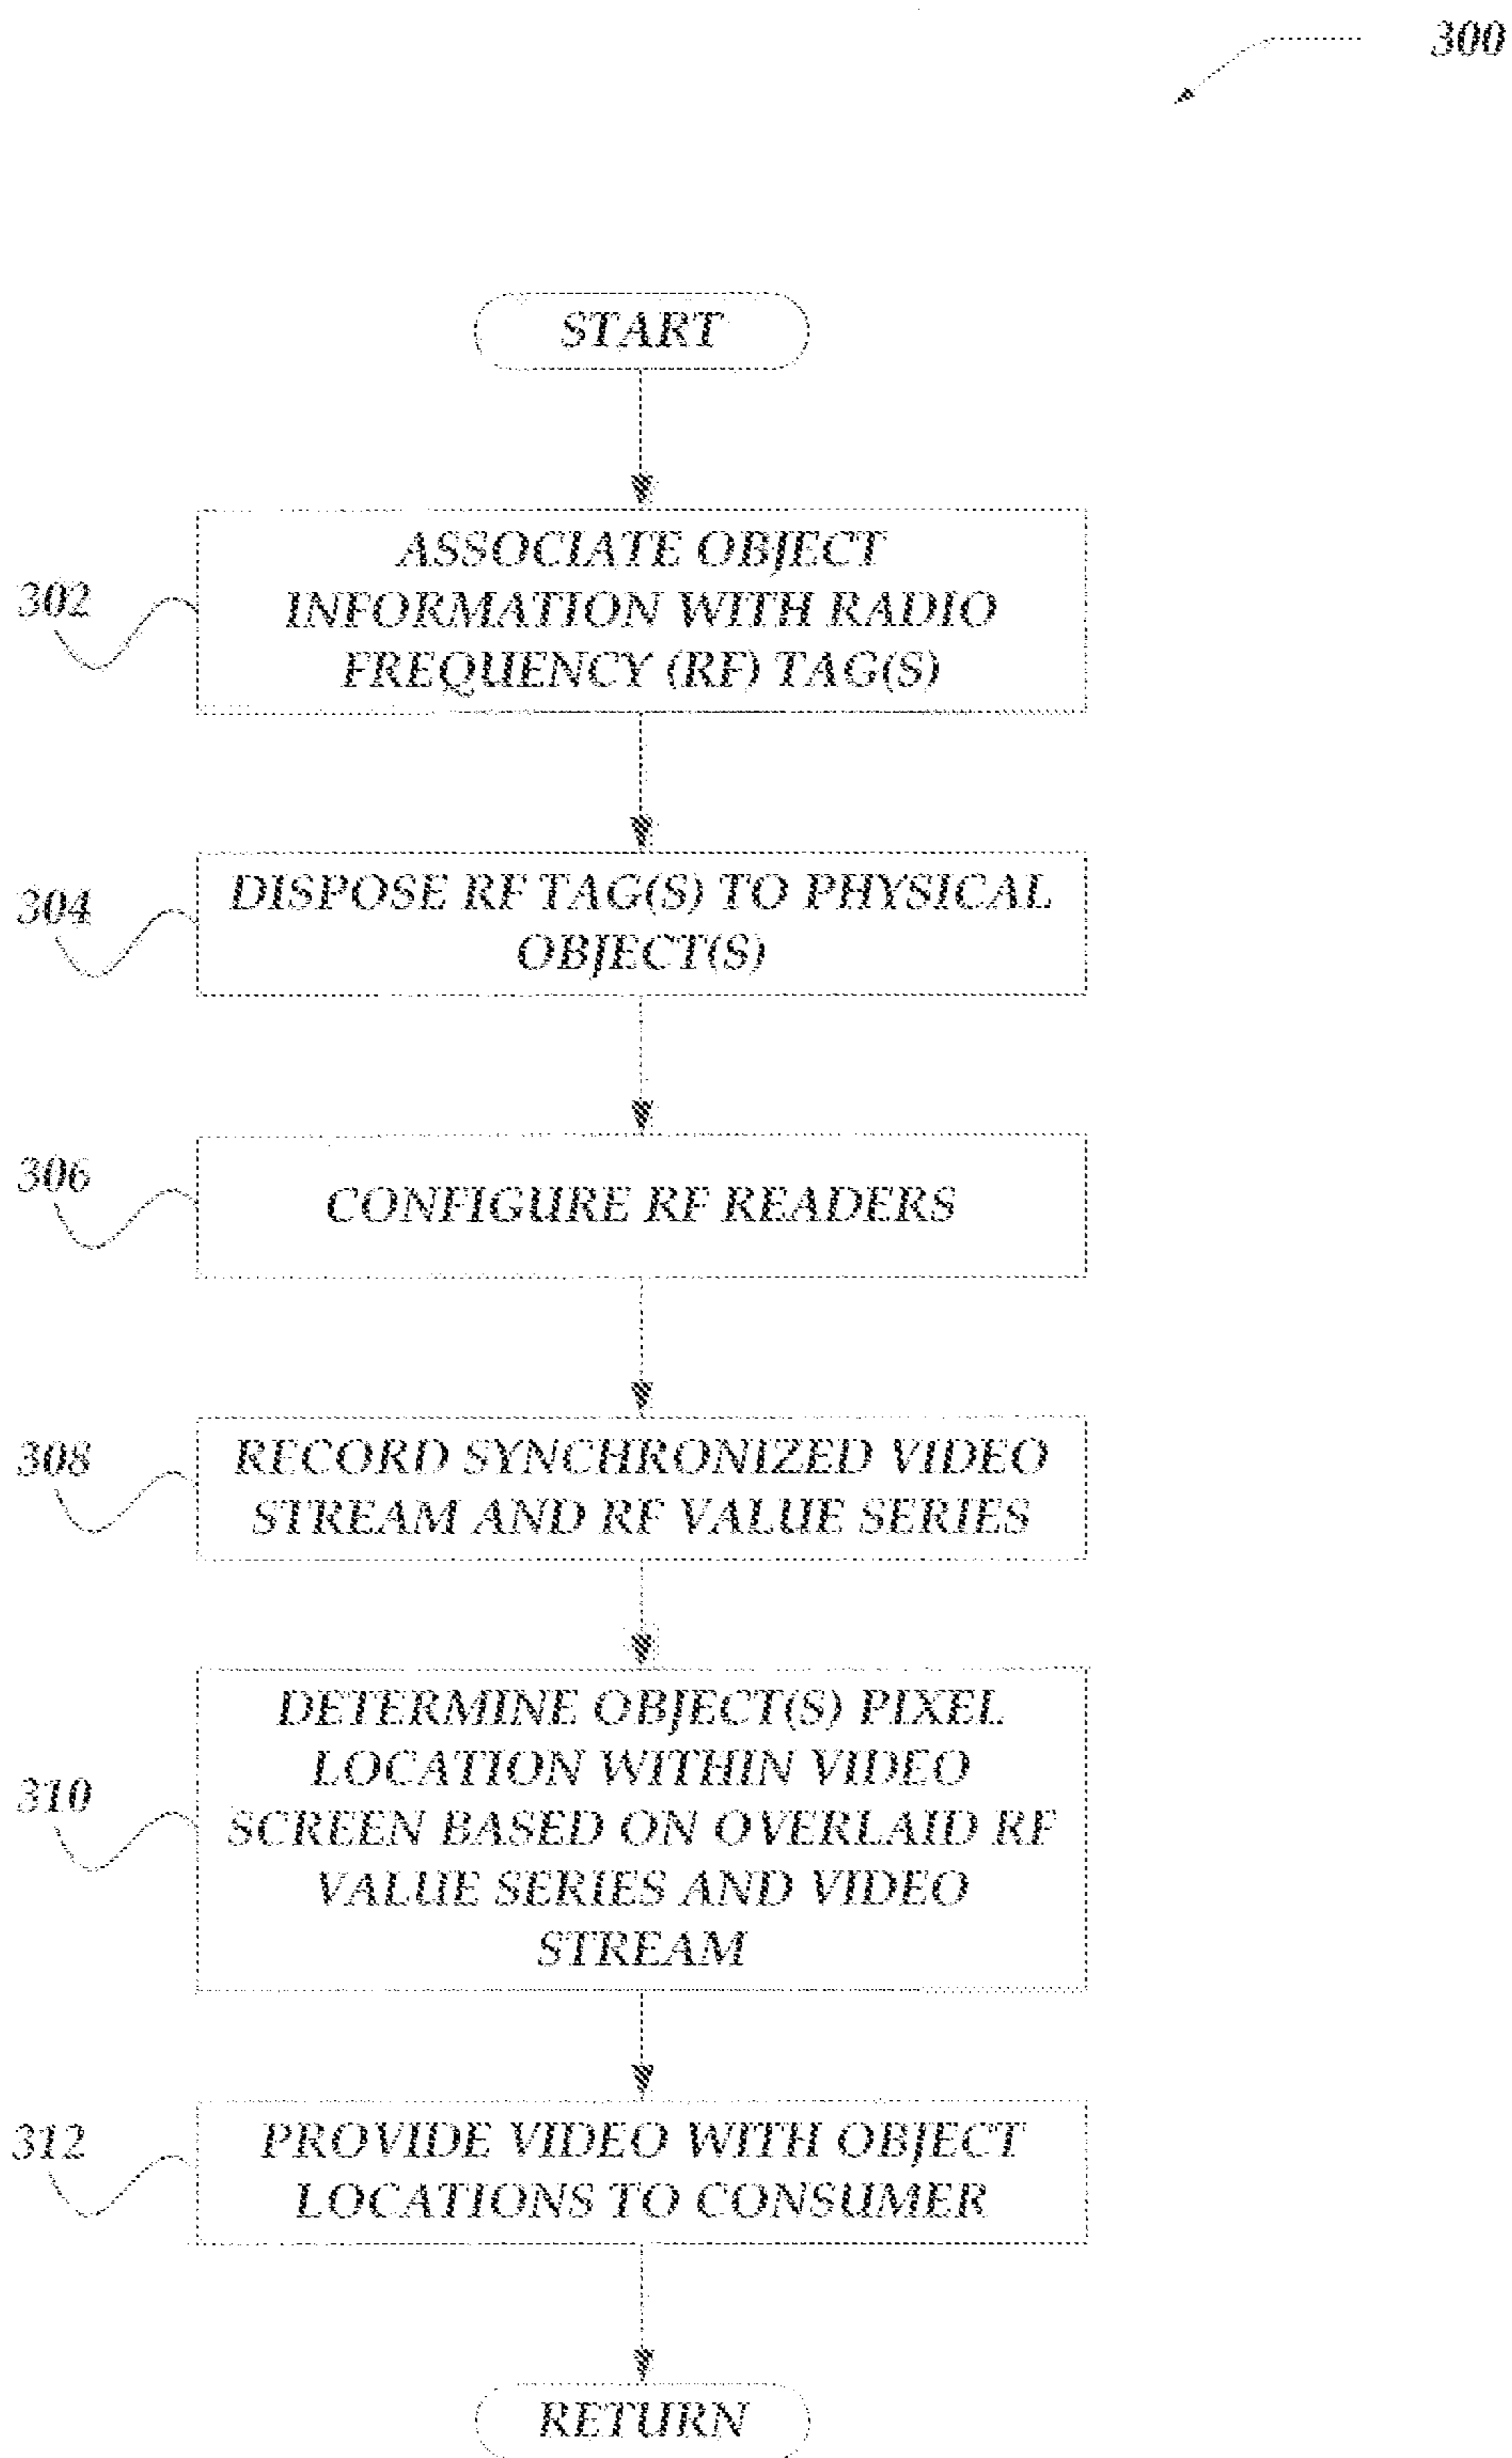 300
START
302
ASSOCIATE OBJECT
INFORMATION WITH RADIO
FREQUENCY (RF) TAG(S)
304
DISPOSE RF TAG(S) TO PHYSICAL
OBJECT(S)
306
CONFIGURE RF READERS
308
RECORD SYNCHRONIZED VIDEO
STREAM AND RF VALUE SERIES
310
DETERMINE OBJECT(S) PIXEL
LOCATION WITHIN VIDEO
SCREEN BASED ON OVERLAID RF
VALUE SERIES AND VIDEO
STREAM
312
PROVIDE VIDEO WITH OBJECT
LOCATIONS TO CONSUMER
RETURN